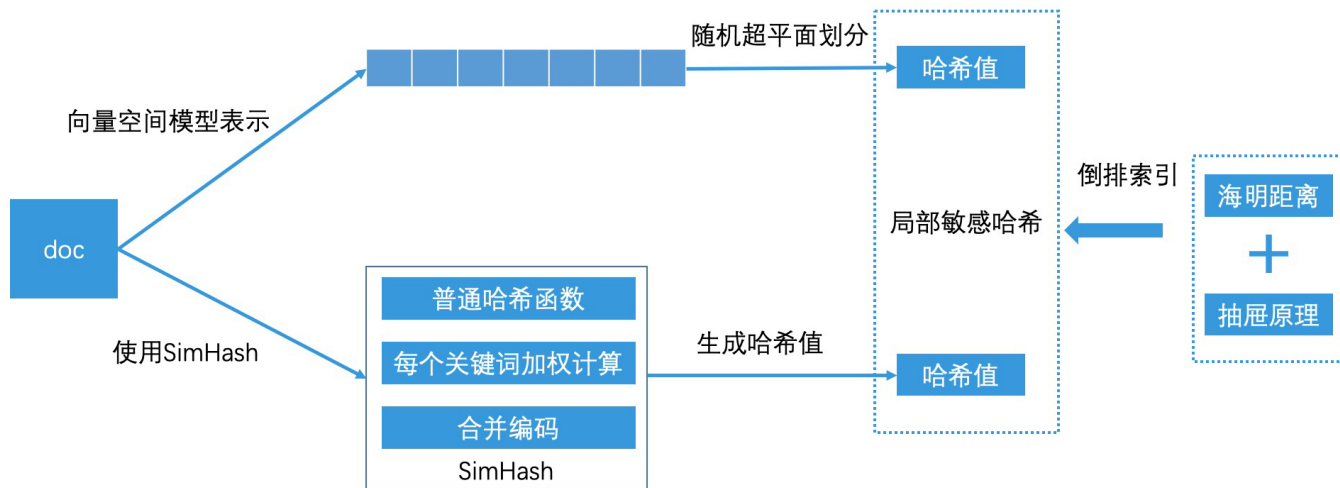 随机超平面划分
哈希值
向量空间模型表示
倒排索引
海明距离
doc
局部敏感哈希
普通哈希函数
抽屉原理
使用SimHash
每个关键词加权计算
生成哈希值
哈希值
合并编码
SimHash